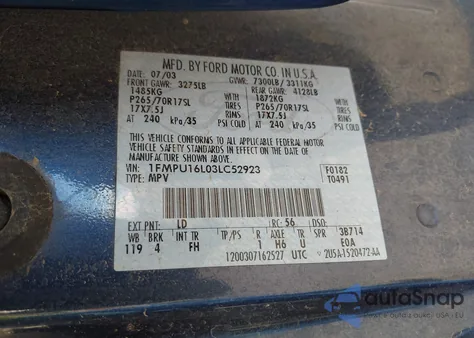 MFD. BY FORD MOTOR CO. IN U.S.A.
DATE: 07/03 GVWR: 7300LB/ 3311KG
FRONT GAWR: 3275LB REAR GAWR: 4128LB
1485KG WITH 1872KG WITH
P265/70R17SL TIRES P265/70R17SL TIRES
17X7.5J RIMS 17X7.5J RIMS
AT 240 kPa/35 PSI COLD AT 240 kPa/35 PSI COLD
THIS VEHICLE CONFORMS TO ALL APPLICABLE FEDERAL MOTOR
VEHICLE SAFETY STANDARDS IN EFFECT ON THE DATE OF
MANUFACTURE SHOWN ABOVE.
VIN: 1FMPU16L03LC52923 F0182
TYPE: MPV T0491
EXT PNT: LD RC: 56 DSO:
WB BRK INT TR TP/PS R AXLE TR SPR 3B714
119 4 FH 1 H6 U E0A
1200307162527 UTC 2U5A-1520472-AA
autoSnap